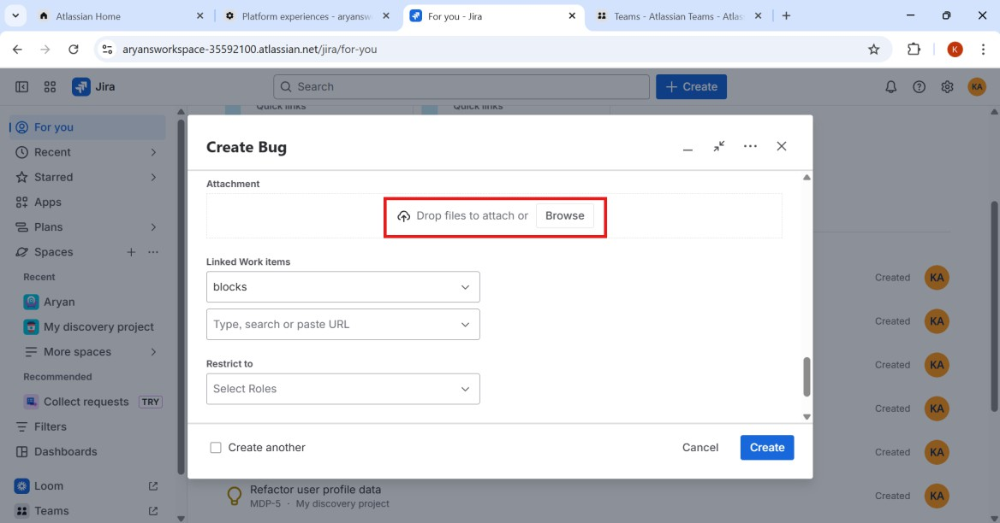 Atlassian Home
Platform experiences - aryansw
For you - Jira
Teams - Atlassian Teams - Atlas
aryansworkspace-35592100.atlassian.net/jira/for-you
K
Jira
Search
Create
KA
Quick links
Quick links
For you
Recent
Starred
Apps
Plans
Spaces
Recent
Aryan
My discovery project
More spaces
Recommended
Collect requests TRY
Filters
Dashboards
Loom
Teams
Create Bug
Attachment
Drop files to attach or Browse
Linked Work items
blocks
Type, search or paste URL
Restrict to
Select Roles
Create another
Cancel Create
Created KA
Created KA
Created KA
Created KA
Created KA
Refactor user profile data
MDP-5 · My discovery project
Created KA